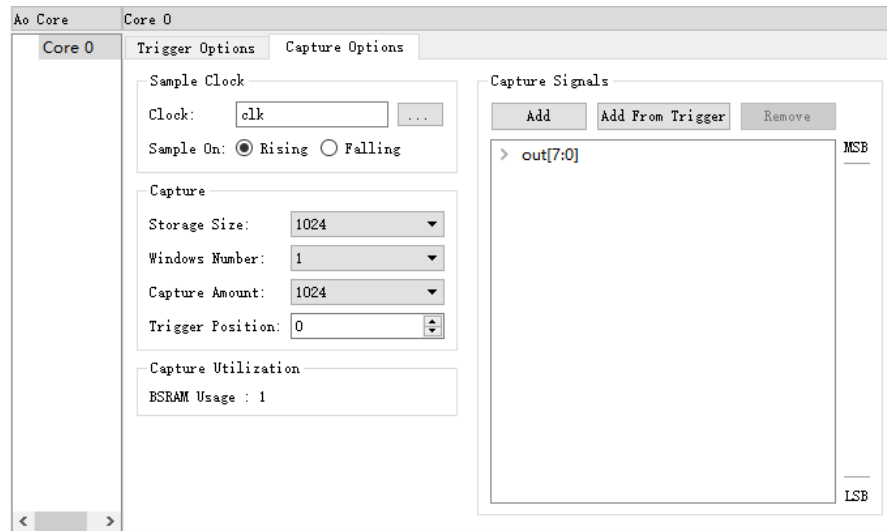 Ao Core
Core 0
Core 0
Trigger Options
Capture Options
Sample Clock
Clock: clk ...
Sample On: Rising Falling
Capture
Storage Size: 1024
Windows Number: 1
Capture Amount: 1024
Trigger Position: 0
Capture Utilization
BSRAM Usage : 1
Capture Signals
Add Add From Trigger Remove
> out[7:0]
MSB
LSB